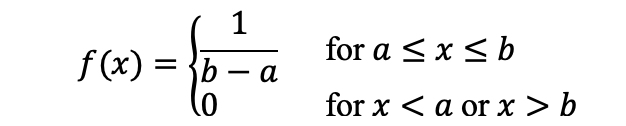 f(x) = { 1/(b − a) for a ≤ x ≤ b
0 for x < a or x > b